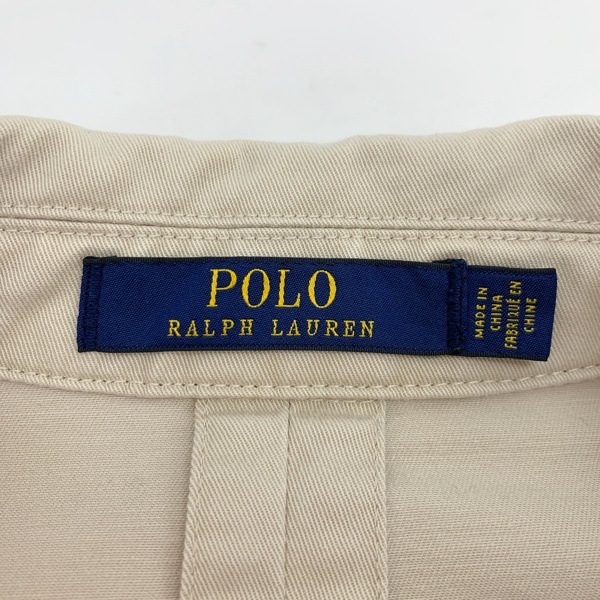 POLO
RALPH LAUREN
MADE IN
CHINA
FABRIQUÉ EN
CHINE